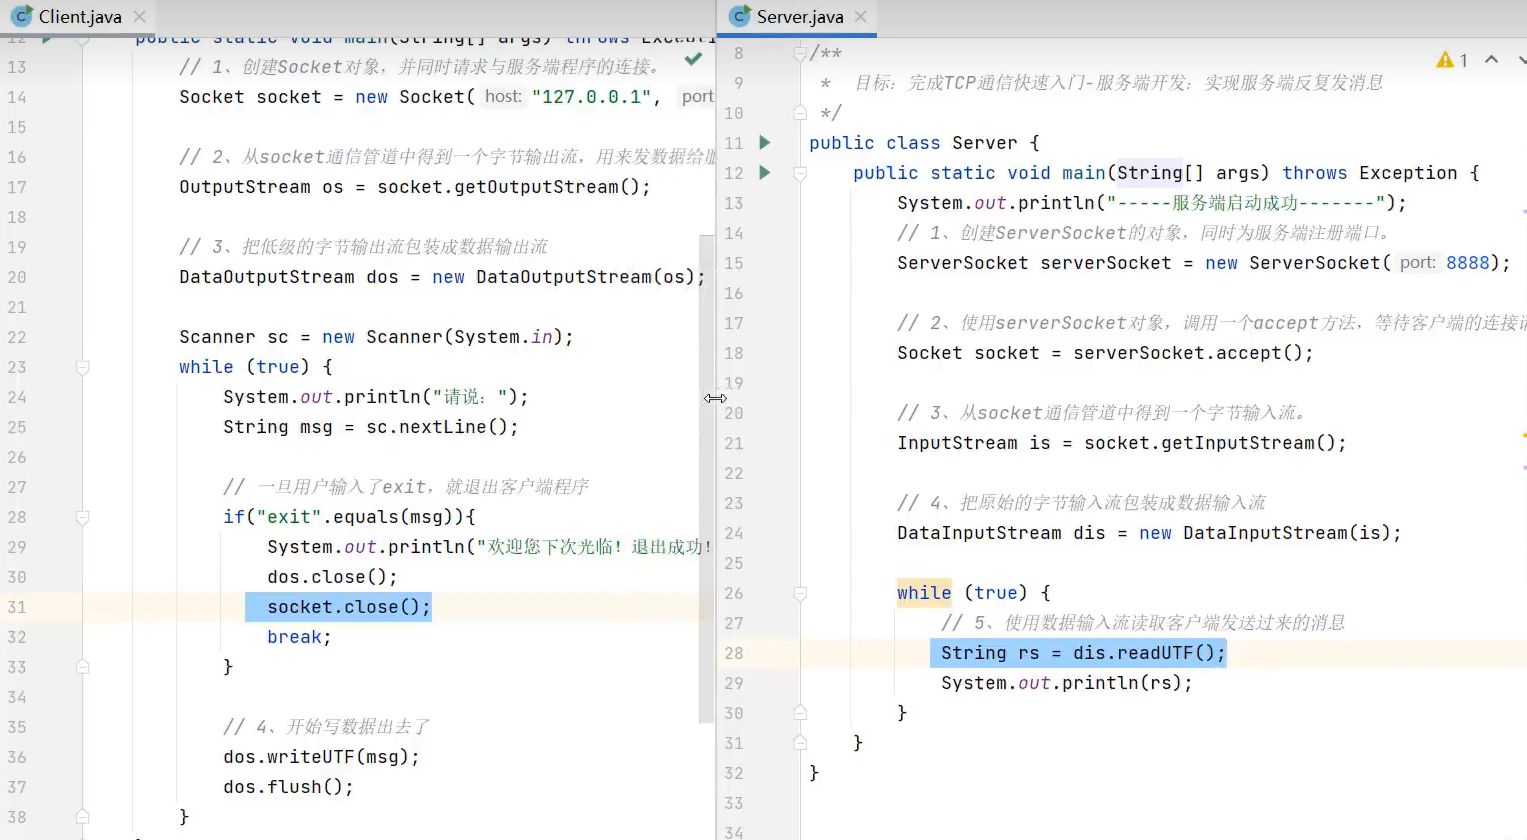 Client.java
12 public static void main(String[] args) throws Except
13 // 1、创建Socket对象，并同时请求与服务端程序的连接。
14 Socket socket = new Socket( host: "127.0.0.1", port
15
16 // 2、从socket通信管道中得到一个字节输出流，用来发数据给服
17 OutputStream os = socket.getOutputStream();
18
19 // 3、把低级的字节输出流包装成数据输出流
20 DataOutputStream dos = new DataOutputStream(os);
21
22 Scanner sc = new Scanner(System.in);
23 while (true) {
24 System.out.println("请说：");
25 String msg = sc.nextLine();
26
27 // 一旦用户输入了exit，就退出客户端程序
28 if("exit".equals(msg)){
29 System.out.println("欢迎您下次光临！退出成功！
30 dos.close();
31 socket.close();
32 break;
33 }
34
35 // 4、开始写数据出去了
36 dos.writeUTF(msg);
37 dos.flush();
38 }
Server.java
1
8 /**
9 * 目标：完成TCP通信快速入门-服务端开发：实现服务端反复发消息
10 */
11 public class Server {
12 public static void main(String[] args) throws Exception {
13 System.out.println("-----服务端启动成功-------");
14 // 1、创建ServerSocket的对象，同时为服务端注册端口。
15 ServerSocket serverSocket = new ServerSocket( port: 8888);
16
17 // 2、使用serverSocket对象，调用一个accept方法，等待客户端的连接请
18 Socket socket = serverSocket.accept();
19
20 // 3、从socket通信管道中得到一个字节输入流。
21 InputStream is = socket.getInputStream();
22
23 // 4、把原始的字节输入流包装成数据输入流
24 DataInputStream dis = new DataInputStream(is);
25
26 while (true) {
27 // 5、使用数据输入流读取客户端发送过来的消息
28 String rs = dis.readUTF();
29 System.out.println(rs);
30 }
31 }
32 }
33
34